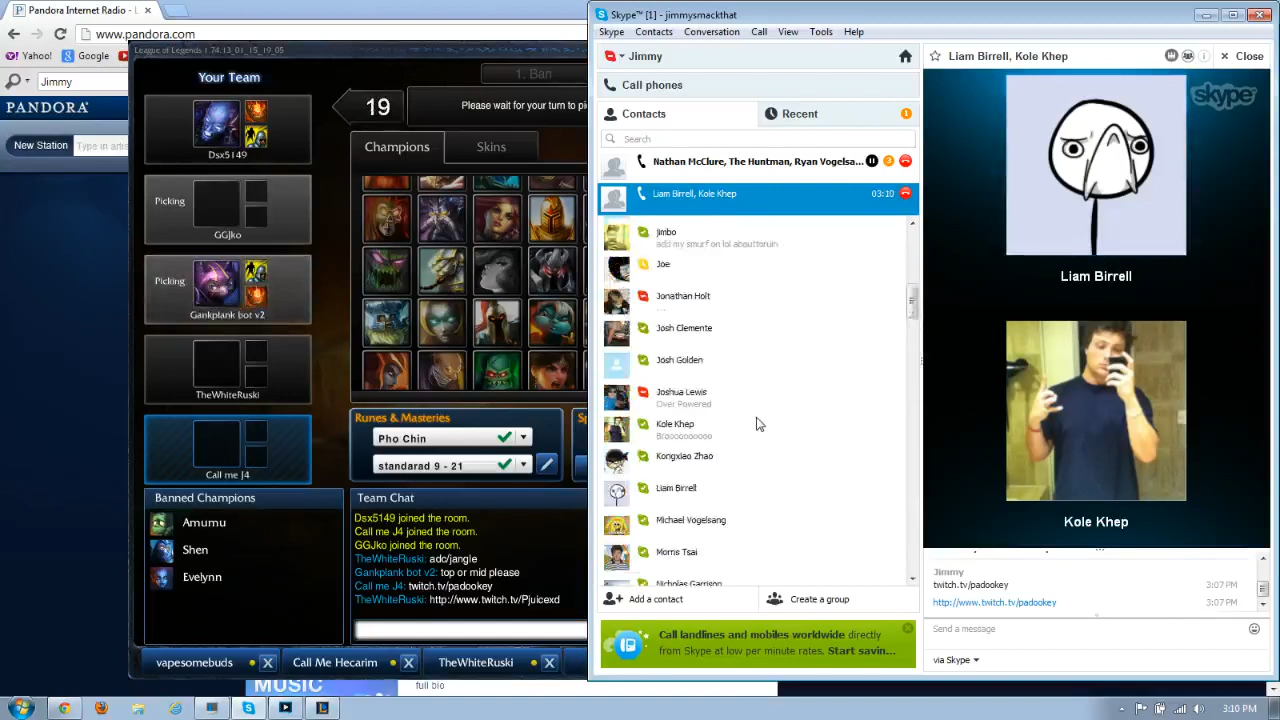 Pandora Internet Radio - L
www.pandora.com
Yahoo!
Google
Jimmy
PANDORA
New Station
Type in artis
League of Legends 1.74.13_01_15_19_05
Your Team
Dsx5149
Picking
GGJko
Picking
Gankplank bot v2
TheWhiteRuski
Call me J4
1. Ban
19
Please wait for your turn to pi
Champions
Skins
Runes & Masteries
Pho Chin
standarad 9 - 21
Sp
Banned Champions
Amumu
Shen
Evelynn
Team Chat
Dsx5149 joined the room.
Call me J4 joined the room.
GGJko joined the room.
TheWhiteRuski: adc/jangle
Gankplank bot v2: top or mid please
Call me J4: twitch.tv/padookey
TheWhiteRuski: http://www.twitch.tv/Pjuicexd
vapesomebuds
Call Me Hecarim
TheWhiteRuski
MUSIC
full bio
Skype™ [1] - jimmysmackthat
Skype Contacts Conversation Call View Tools Help
Jimmy
Call phones
Contacts
Recent
1
Search
Nathan McClure, The Huntman, Ryan Vogelsa...
3
Liam Birrell, Kole Khep
03:10
Jimbo
add my smurf on lol abauttaruin
Joe
Jonathan Holt
...
Josh Clemente
Josh Golden
Joshua Lewis
Over Powered
Kole Khep
Kongxiao Zhao
Liam Birrell
Michael Vogelsang
Morris Tsai
Nicholas Garrison
Add a contact
Create a group
Call landlines and mobiles worldwide directly
from Skype at low per minute rates. Start savin...
Liam Birrell, Kole Khep
Close
skype
Liam Birrell
Kole Khep
Jimmy
twitch.tv/padookey
3:07 PM
http://www.twitch.tv/padookey
3:07 PM
Send a message
via Skype
3:10 PM